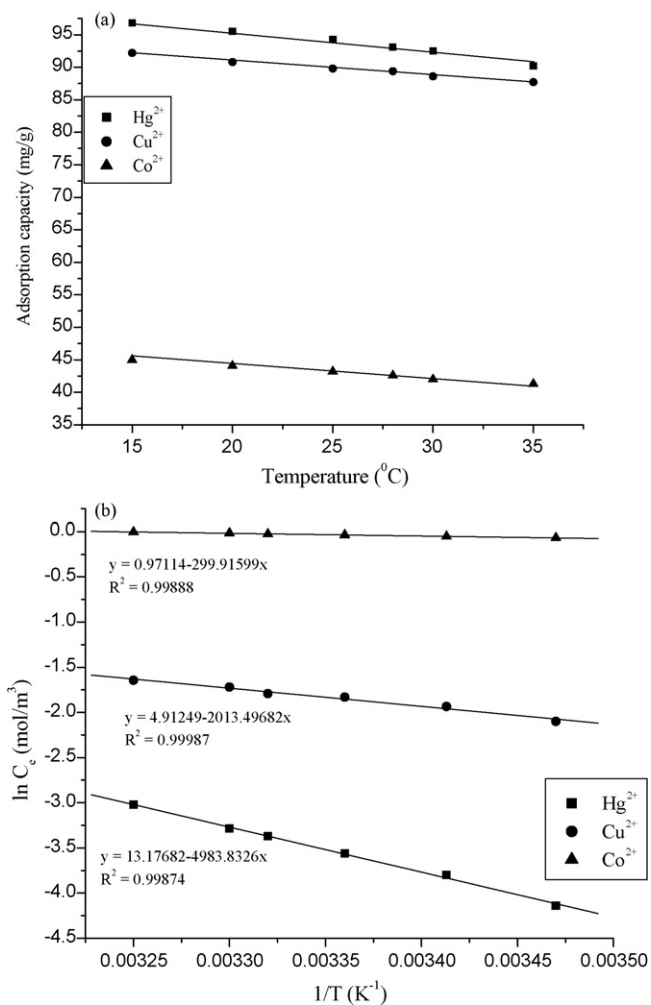 (a)
95
90
85
80
75
70
65
60
55
50
45
40
35
Hg2+
Cu2+
Co2+
Adsorption capacity (mg/g)
15 20 25 30 35
Temperature (0C)
(b)
0.0
-0.5
-1.0
-1.5
-2.0
-2.5
-3.0
-3.5
-4.0
-4.5
y = 0.97114-299.91599x
R2 = 0.99888
y = 4.91249-2013.49682x
R2 = 0.99987
y = 13.17682-4983.8326x
R2 = 0.99874
ln Ce (mol/m3)
Hg2+
Cu2+
Co2+
0.00325 0.00330 0.00335 0.00340 0.00345 0.00350
1/T (K-1)